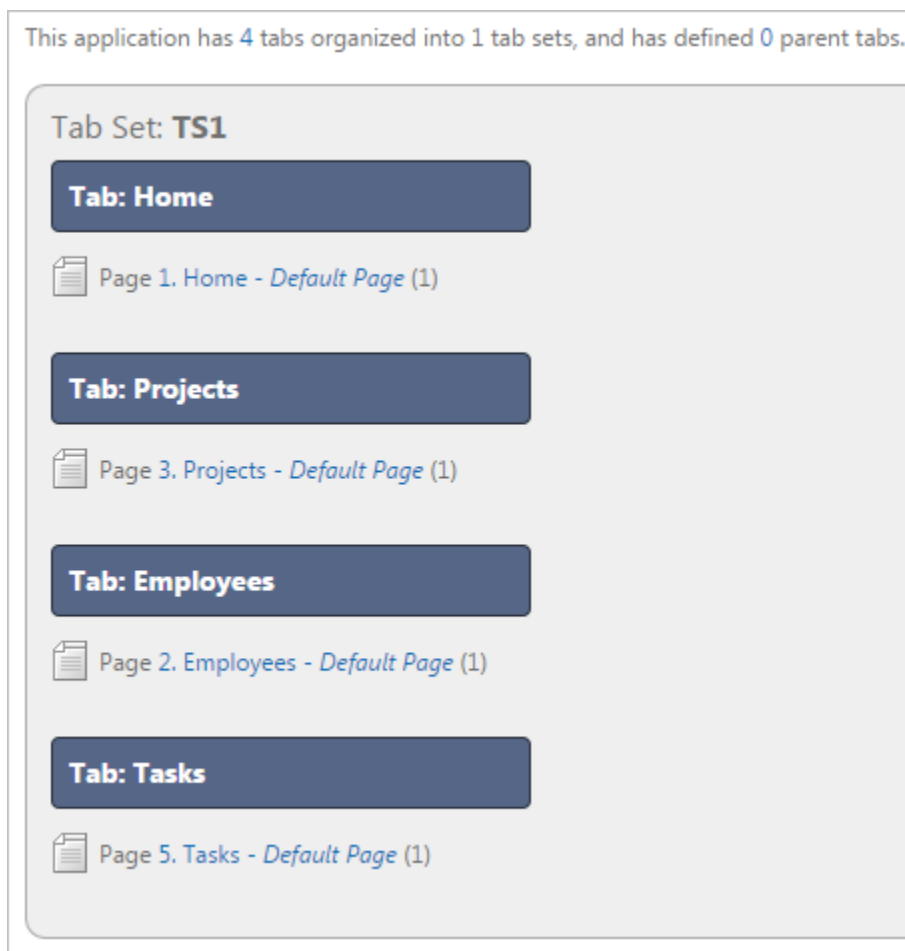 This application has 4 tabs organized into 1 tab sets, and has defined 0 parent tabs.
Tab Set: TS1
Tab: Home
Page 1. Home - Default Page (1)
Tab: Projects
Page 3. Projects - Default Page (1)
Tab: Employees
Page 2. Employees - Default Page (1)
Tab: Tasks
Page 5. Tasks - Default Page (1)